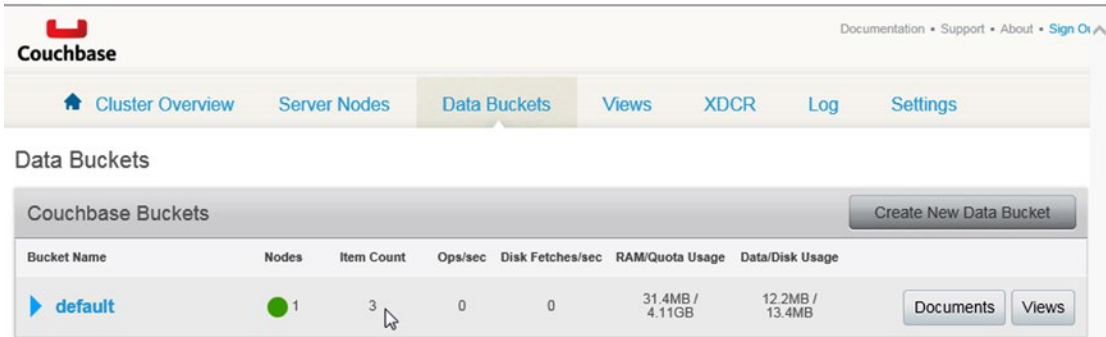 Documentation • Support • About • Sign
Couchbase
Cluster Overview Server Nodes Data Buckets Views XDCR Log Settings
Data Buckets
Couchbase Buckets Create New Data Bucket
Bucket Name Nodes Item Count Ops/sec Disk Fetches/sec RAM/Quota Usage Data/Disk Usage
default 1 3 0 0 31.4MB / 4.11GB 12.2MB / 13.4MB Documents Views